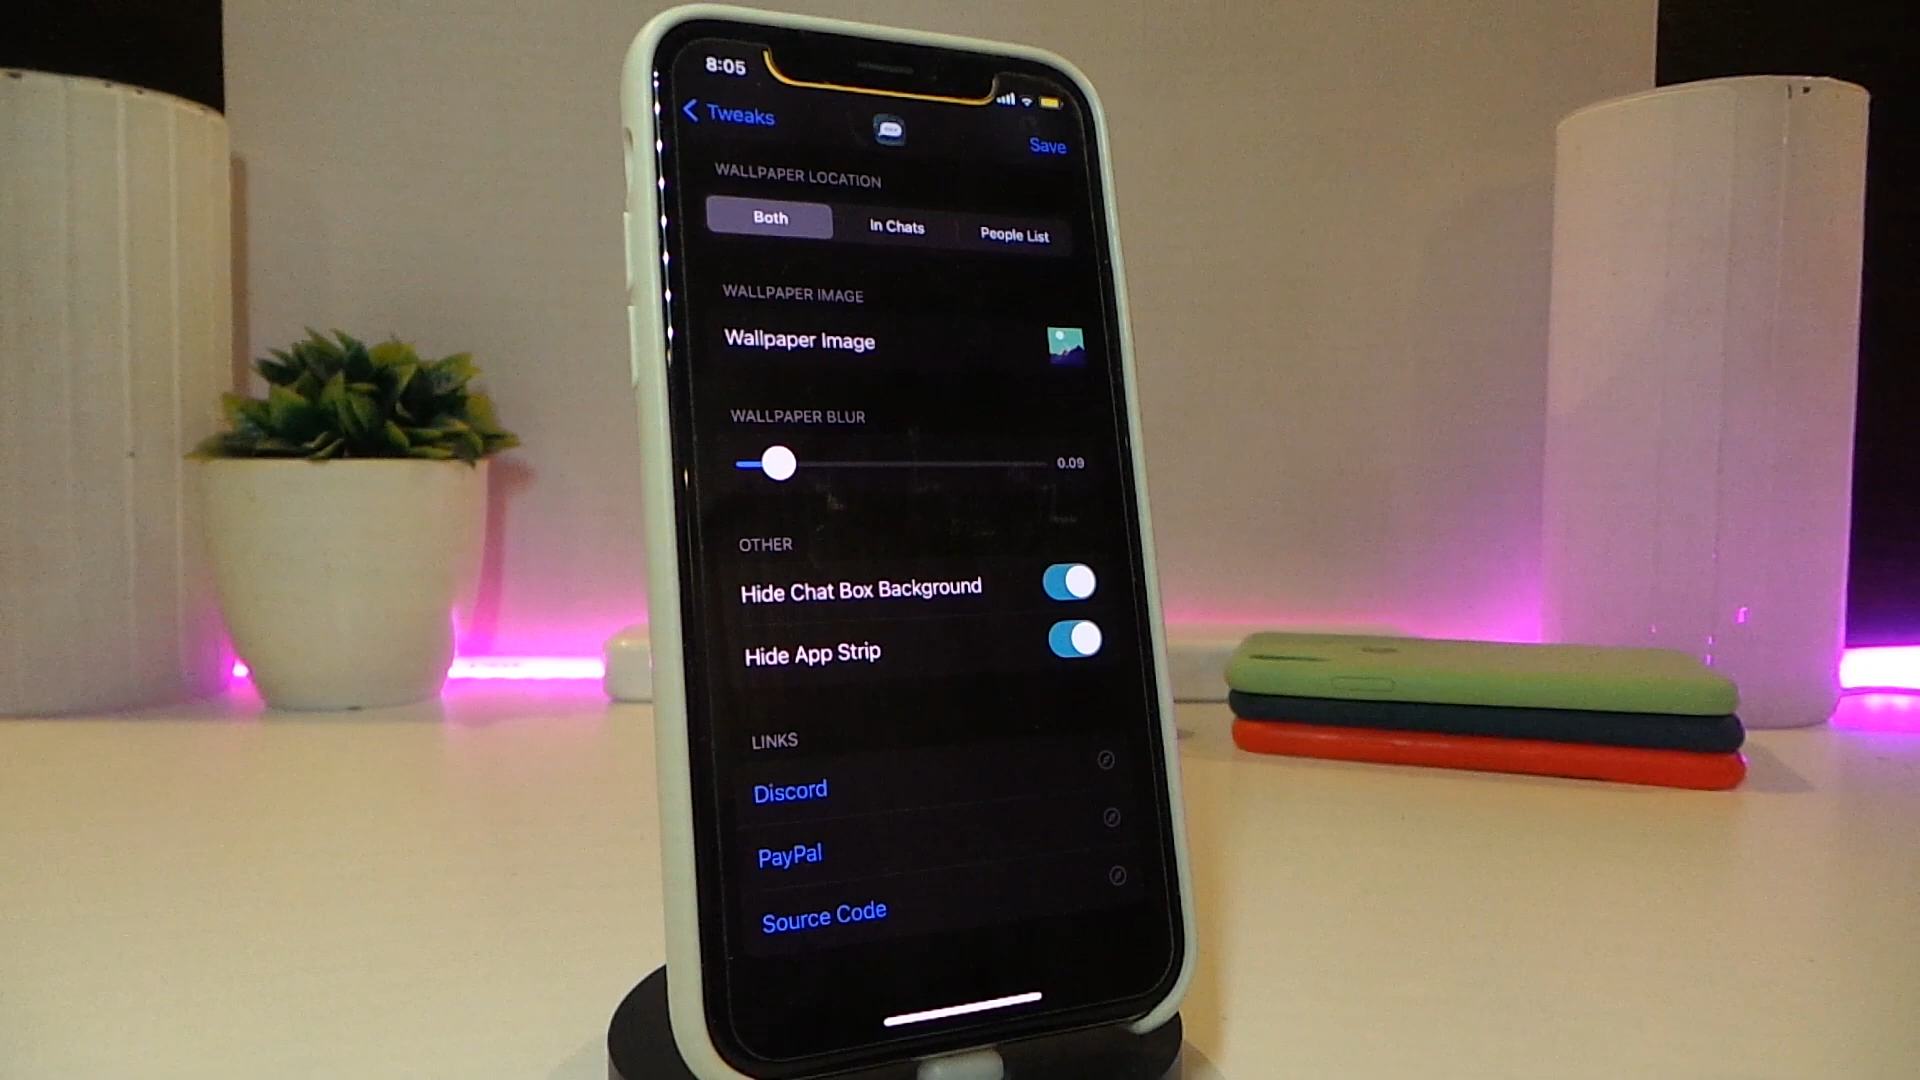 8:05
Tweaks
Save
WALLPAPER LOCATION
Both
In Chats
People List
WALLPAPER IMAGE
Wallpaper Image
WALLPAPER BLUR
0.09
OTHER
Hide Chat Box Background
Hide App Strip
LINKS
Discord
PayPal
Source Code